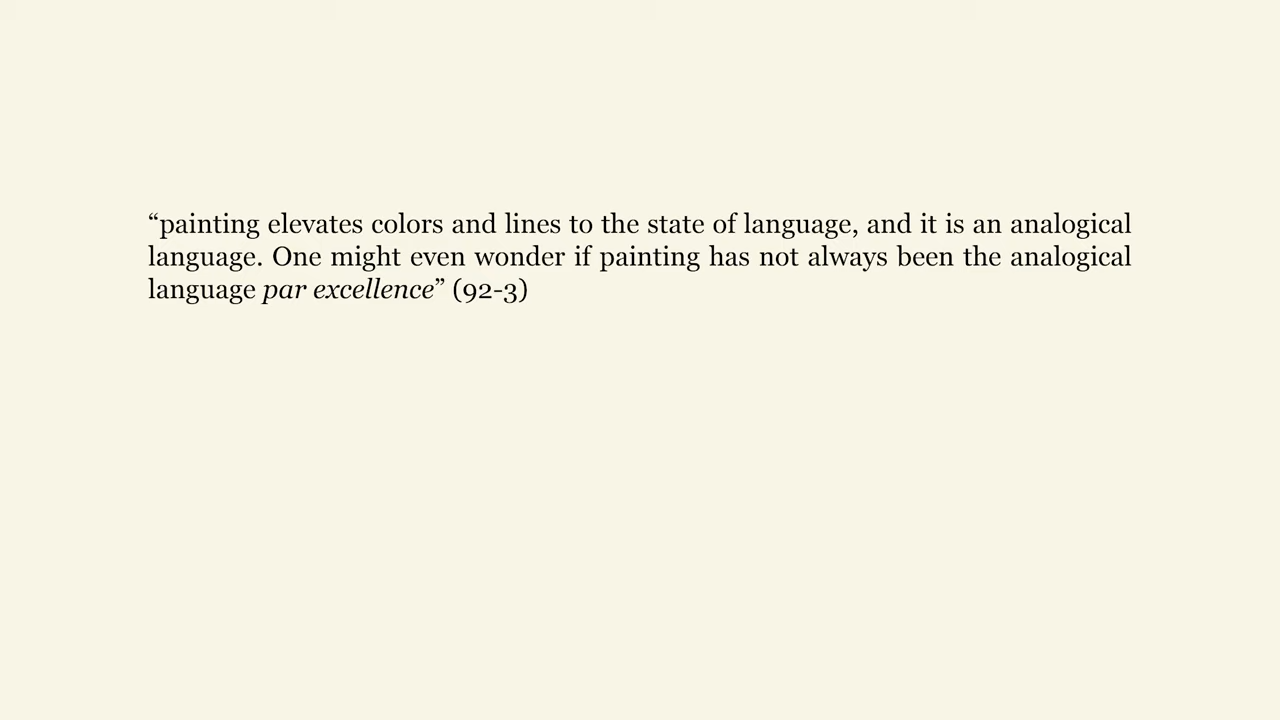 “painting elevates colors and lines to the state of language, and it is an analogical
language. One might even wonder if painting has not always been the analogical
language par excellence” (92-3)